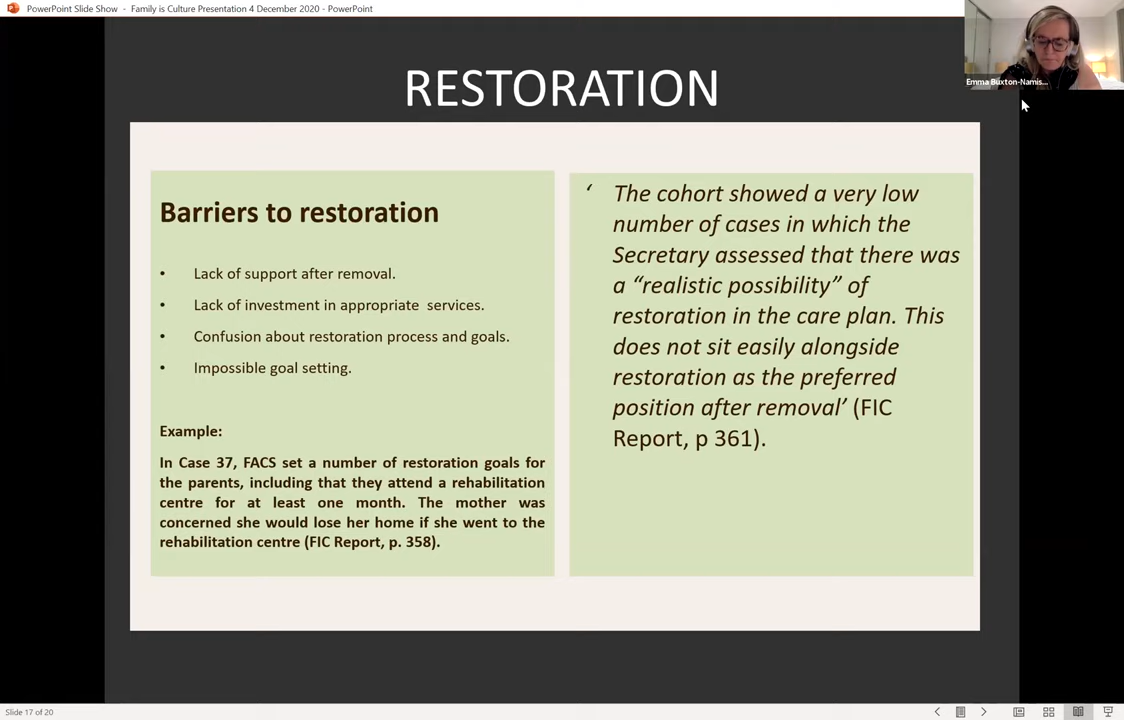 PowerPoint Slide Show - Family is Culture Presentation 4 December 2020 - PowerPoint
Emma Buxton-Namis...
RESTORATION
Barriers to restoration
• Lack of support after removal.
• Lack of investment in appropriate services.
• Confusion about restoration process and goals.
• Impossible goal setting.
Example:
In Case 37, FACS set a number of restoration goals for
the parents, including that they attend a rehabilitation
centre for at least one month. The mother was
concerned she would lose her home if she went to the
rehabilitation centre (FIC Report, p. 358).
‘ The cohort showed a very low
number of cases in which the
Secretary assessed that there was
a “realistic possibility” of
restoration in the care plan. This
does not sit easily alongside
restoration as the preferred
position after removal’ (FIC
Report, p 361).
Slide 17 of 20